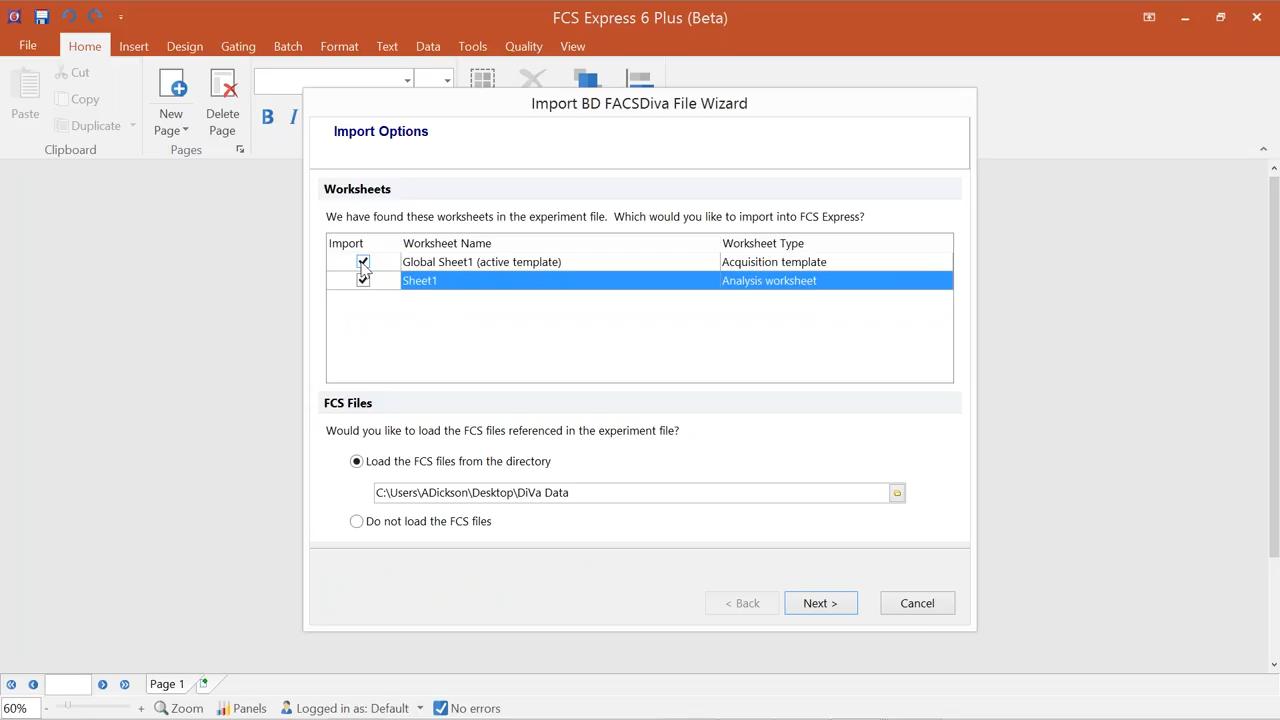 FCS Express 6 Plus (Beta)
File Home Insert Design Gating Batch Format Text Data Tools Quality View
Paste
Cut
Copy
Duplicate
Clipboard
New Page
Delete Page
Pages
B I
Import BD FACSDiva File Wizard
Import Options
Worksheets
We have found these worksheets in the experiment file. Which would you like to import into FCS Express?
Import Worksheet Name Worksheet Type
Global Sheet1 (active template) Acquisition template
Sheet1 Analysis worksheet
FCS Files
Would you like to load the FCS files referenced in the experiment file?
Load the FCS files from the directory
C:\Users\ADickson\Desktop\DiVa Data
Do not load the FCS files
< Back Next > Cancel
Page 1
60% - + Zoom Panels Logged in as: Default No errors